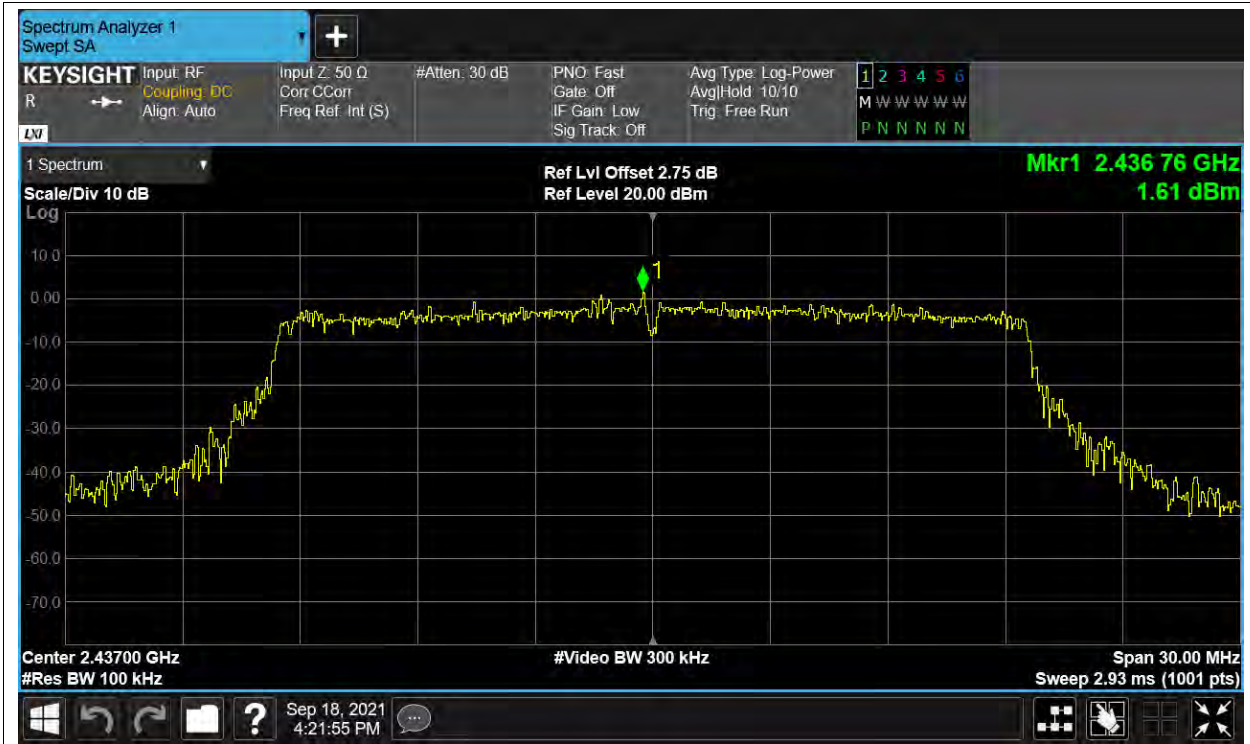 Spectrum Analyzer 1
Swept SA
+
KEYSIGHT
R
LXI
Input: RF
Coupling: DC
Align: Auto
Input Z: 50 Ω
Corr CCorr
Freq Ref: Int (S)
#Atten: 30 dB
PNO: Fast
Gate: Off
IF Gain: Low
Sig Track: Off
Avg Type: Log-Power
Avg|Hold: 10/10
Trig: Free Run
1 2 3 4 5 6
M W W W W W
P N N N N N
1 Spectrum
Scale/Div 10 dB
Log
Ref Lvl Offset 2.75 dB
Ref Level 20.00 dBm
Mkr1 2.436 76 GHz
1.61 dBm
10.0
0.00
-10.0
-20.0
-30.0
-40.0
-50.0
-60.0
-70.0
1
Center 2.43700 GHz
#Res BW 100 kHz
#Video BW 300 kHz
Span 30.00 MHz
Sweep 2.93 ms (1001 pts)
?
Sep 18, 2021
4:21:55 PM